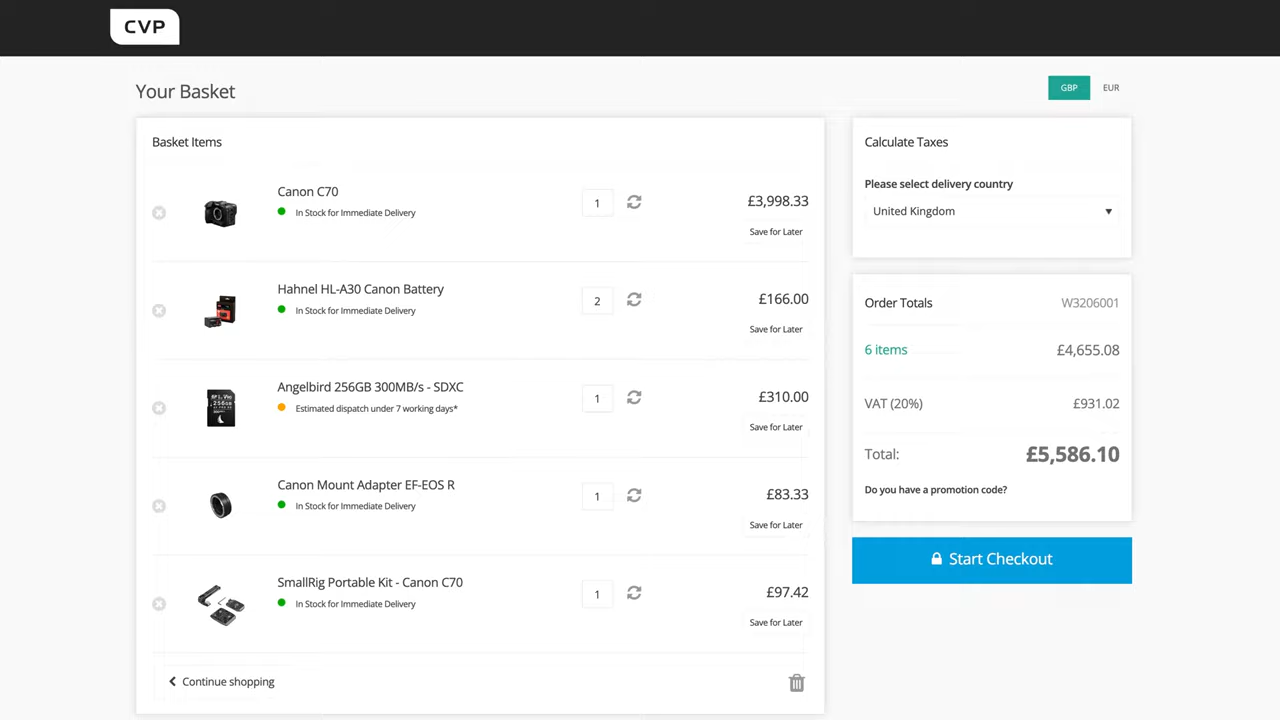 CVP
Your Basket
GBP EUR
Basket Items
Canon C70
In Stock for Immediate Delivery
1
£3,998.33
Save for Later
Hahnel HL-A30 Canon Battery
In Stock for Immediate Delivery
2
£166.00
Save for Later
Angelbird 256GB 300MB/s - SDXC
Estimated dispatch under 7 working days*
1
£310.00
Save for Later
Canon Mount Adapter EF-EOS R
In Stock for Immediate Delivery
1
£83.33
Save for Later
SmallRig Portable Kit - Canon C70
In Stock for Immediate Delivery
1
£97.42
Save for Later
Continue shopping
Calculate Taxes
Please select delivery country
United Kingdom
Order Totals W3206001
6 items £4,655.08
VAT (20%) £931.02
Total: £5,586.10
Do you have a promotion code?
Start Checkout